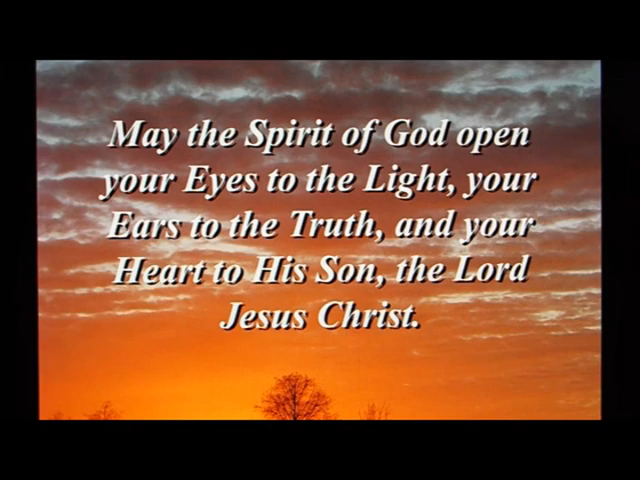 May the Spirit of God open
your Eyes to the Light, your
Ears to the Truth, and your
Heart to His Son, the Lord
Jesus Christ.